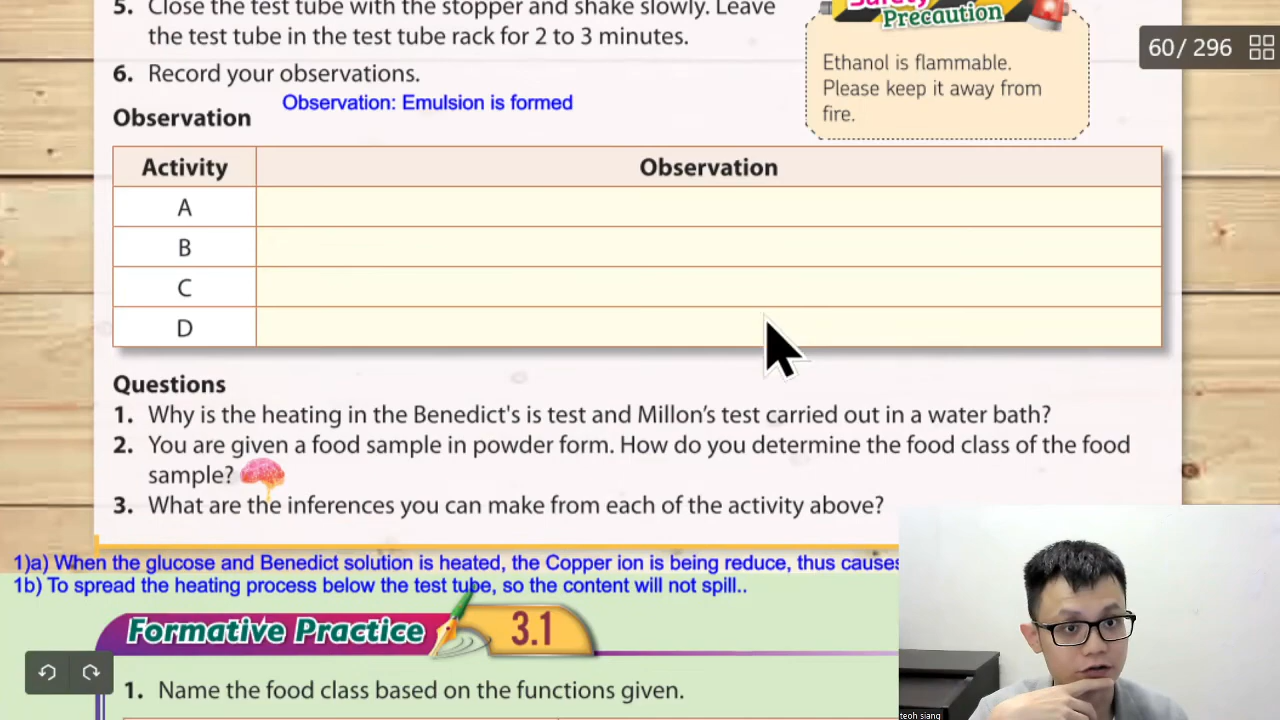 5. Close the test tube with the stopper and shake slowly. Leave
the test tube in the test tube rack for 2 to 3 minutes.
6. Record your observations.
Observation: Emulsion is formed
Safety
Precaution
Ethanol is flammable.
Please keep it away from
fire.
60/ 296
Observation
Activity Observation
A
B
C
D
Questions
1. Why is the heating in the Benedict's is test and Millon's test carried out in a water bath?
2. You are given a food sample in powder form. How do you determine the food class of the food
sample?
3. What are the inferences you can make from each of the activity above?
1)a) When the glucose and Benedict solution is heated, the Copper ion is being reduce, thus causes
1b) To spread the heating process below the test tube, so the content will not spill..
Formative Practice 3.1
1. Name the food class based on the functions given.
teoh siang